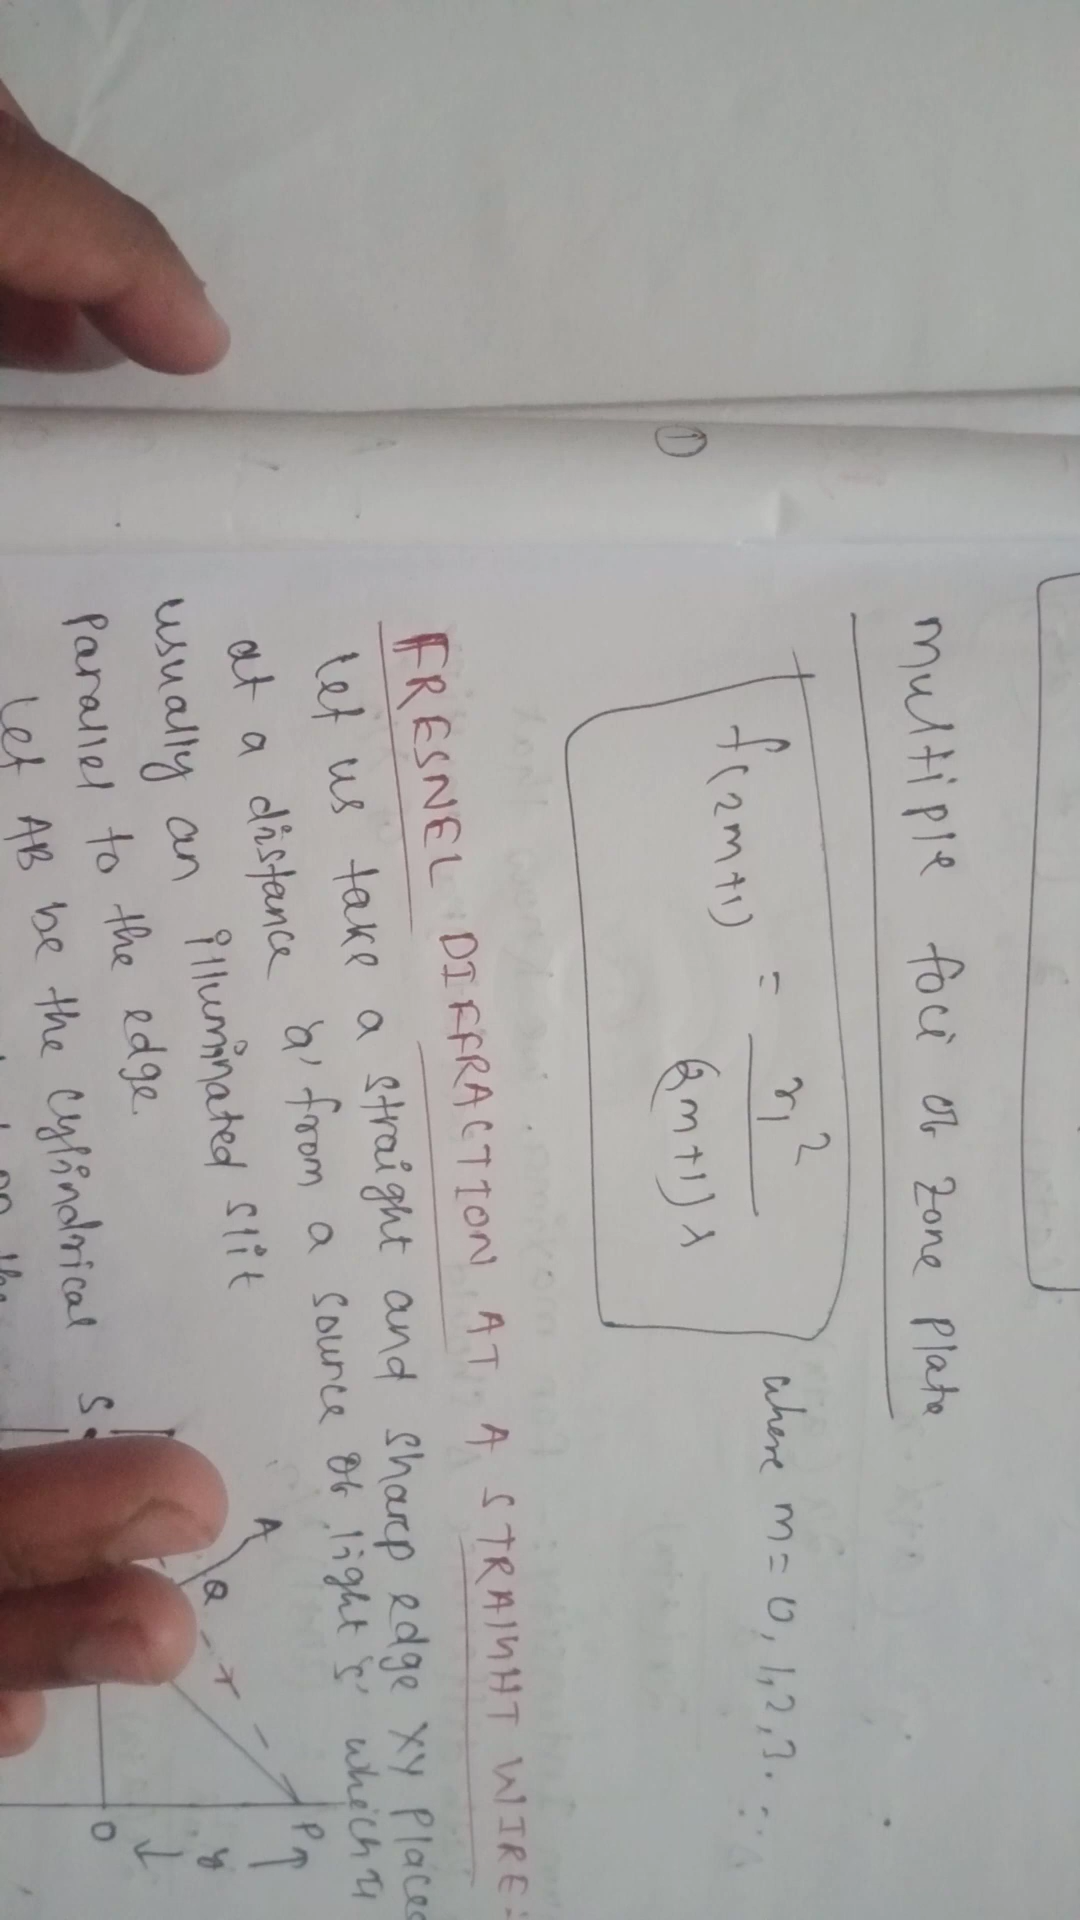 ①
Multiple foci of Zone Plate
f(2m+1) = r₁² / (2m+1)λ where m = 0, 1, 2, 3. ...
FRESNEL DIFFRACTION AT A STRAIGHT WIRE:
Let us take a straight and sharp edge XY Placed
at a distance 'a' from a source of light 's' which is
usually an illuminated slit
Parallel to the edge.
Let AB be the cylindrical
S
A
Q
r
P
y
O